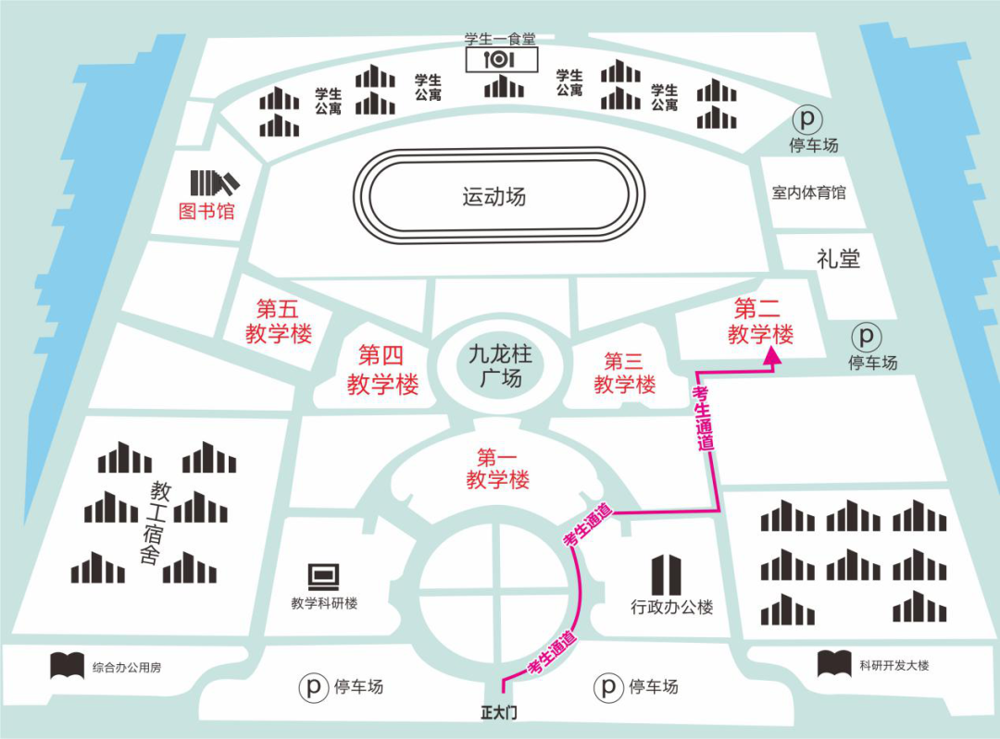 学生一食堂
学生
公寓
学生
公寓
学生
公寓
学生
公寓
P
停车场
图书馆
运动场
室内体育馆
礼堂
第五
教学楼
第四
教学楼
九龙柱
广场
第三
教学楼
第二
教学楼
P
停车场
考生通道
第一
教学楼
教工宿舍
考生通道
教学科研楼
行政办公楼
考生通道
综合办公用房
P
停车场
P
停车场
科研开发大楼
正大门